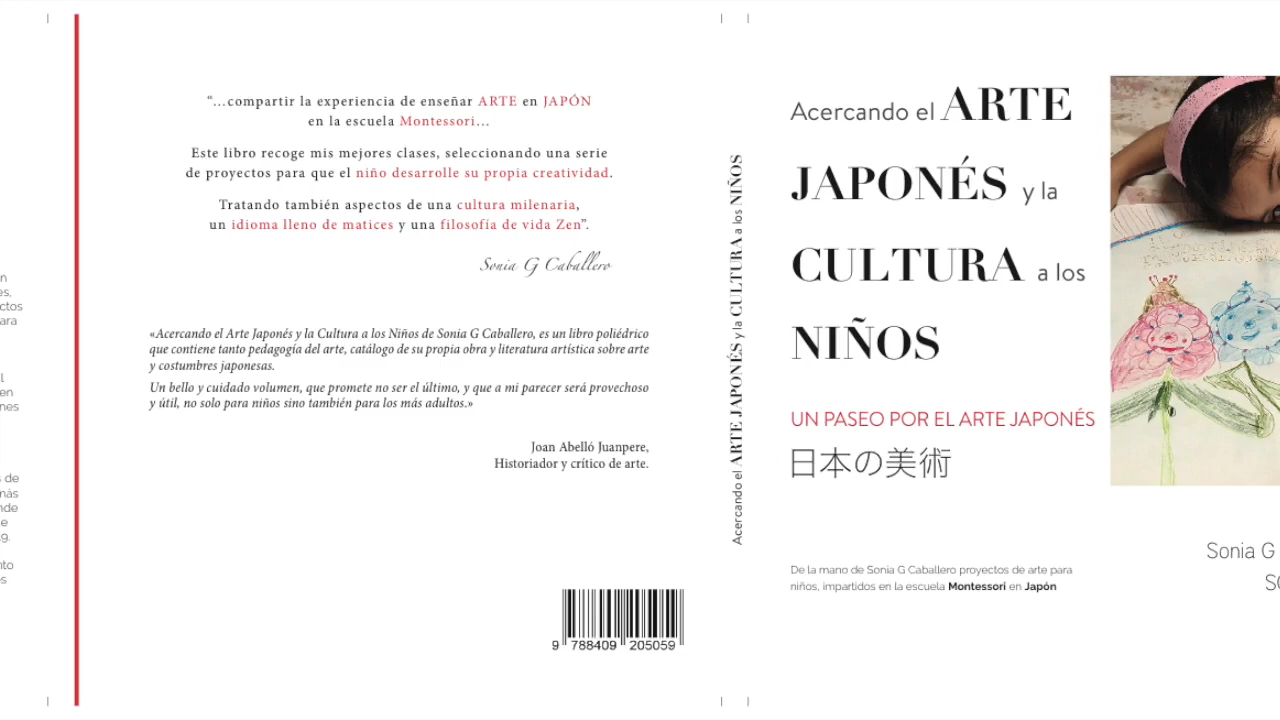 “…compartir la experiencia de enseñar ARTE en JAPÓN
en la escuela Montessori…
Este libro recoge mis mejores clases, seleccionando una serie
de proyectos para que el niño desarrolle su propia creatividad.
Tratando también aspectos de una cultura milenaria,
un idioma lleno de matices y una filosofía de vida Zen”.
Sonia G Caballero
«Acercando el Arte Japonés y la Cultura a los Niños de Sonia G Caballero, es un libro poliédrico
que contiene tanto pedagogía del arte, catálogo de su propia obra y literatura artística sobre arte
y costumbres japonesas.
Un bello y cuidado volumen, que promete no ser el último, y que a mi parecer será provechoso
y útil, no solo para niños sino también para los más adultos.»
Joan Abelló Juanpere,
Historiador y crítico de arte.
9 788409 205059
Acercando el ARTE JAPONÉS y la CULTURA a los NIÑOS
Acercando el ARTE
JAPONÉS y la
CULTURA a los
NIÑOS
UN PASEO POR EL ARTE JAPONÉS
日本の美術
De la mano de Sonia G Caballero proyectos de arte para
niños, impartidos en la escuela Montessori en Japón
Sonia G